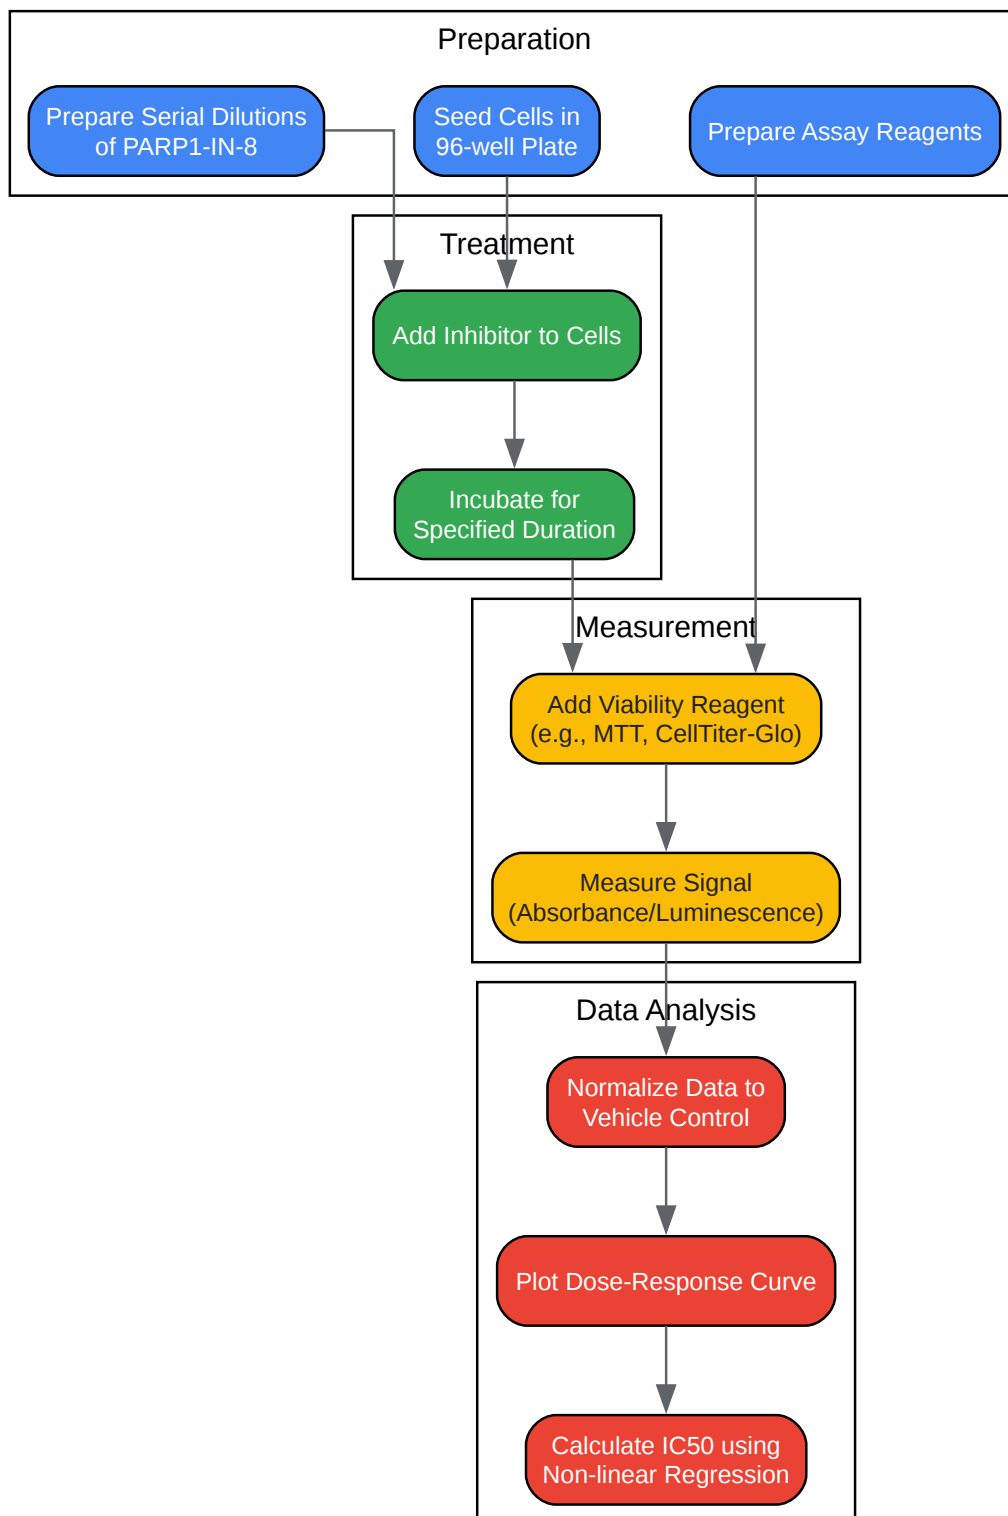 Preparation
Prepare Serial Dilutions
of PARP1-IN-8
Seed Cells in
96-well Plate
Prepare Assay Reagents
Treatment
Add Inhibitor to Cells
Incubate for
Specified Duration
Measurement
Add Viability Reagent
(e.g., MTT, CellTiter-Glo)
Measure Signal
(Absorbance/Luminescence)
Data Analysis
Normalize Data to
Vehicle Control
Plot Dose-Response Curve
Calculate IC50 using
Non-linear Regression